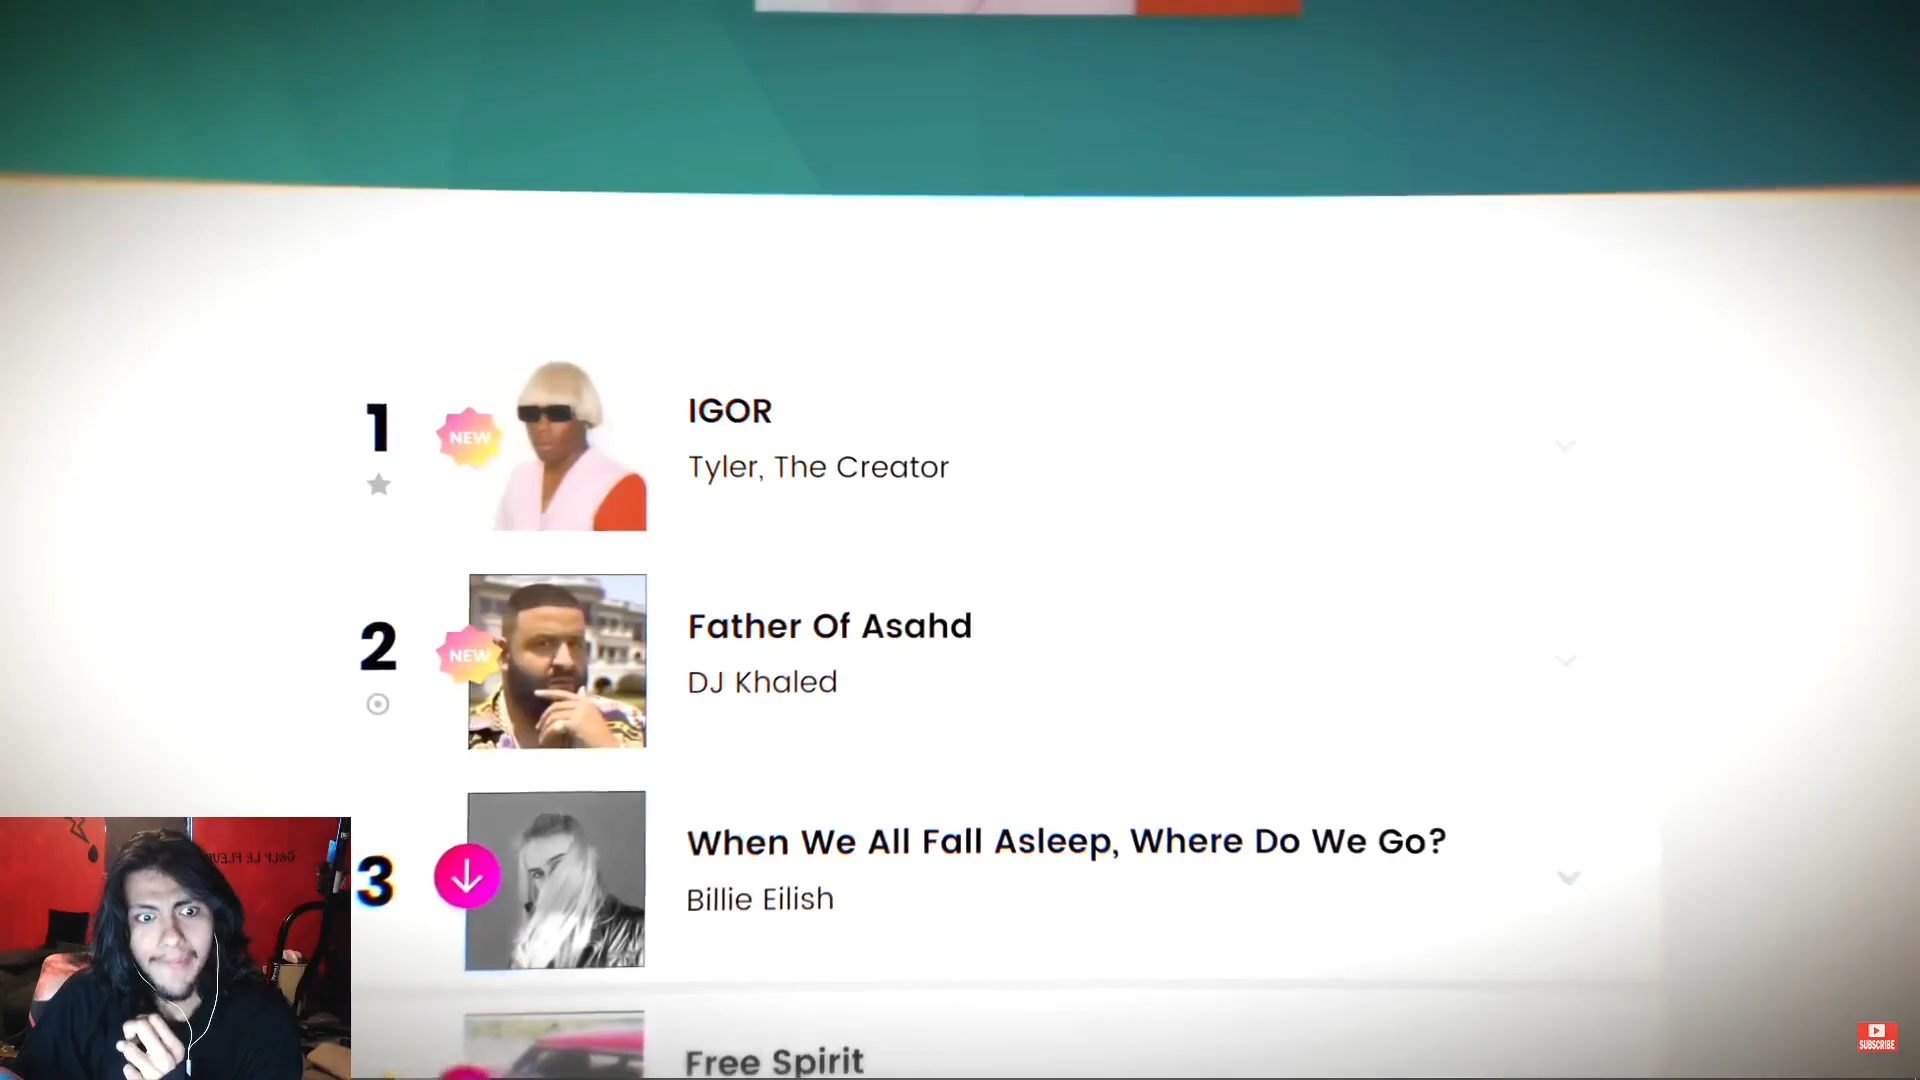 1
NEW
IGOR
Tyler, The Creator
2
NEW
Father Of Asahd
DJ Khaled
3
When We All Fall Asleep, Where Do We Go?
Billie Eilish
Free Spirit
SUBSCRIBE